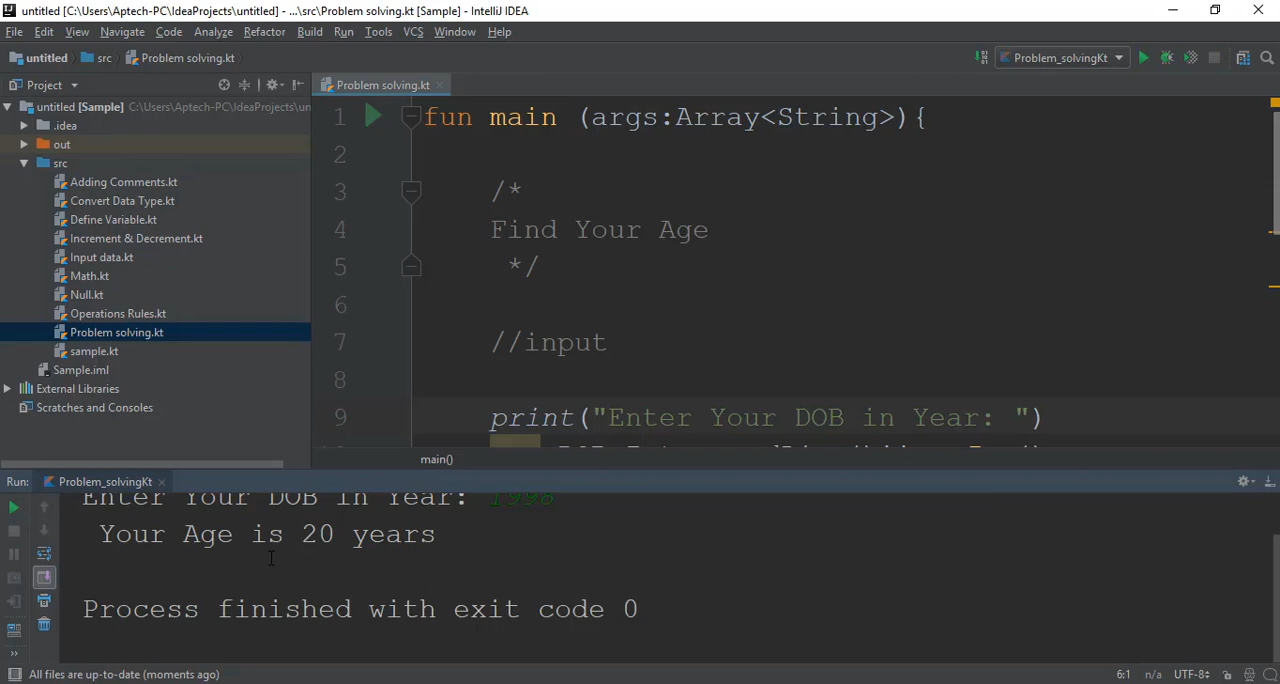 untitled [C:\Users\Aptech-PC\IdeaProjects\untitled] - ...\src\Problem solving.kt [Sample] - IntelliJ IDEA
File Edit View Navigate Code Analyze Refactor Build Run Tools VCS Window Help
untitled src Problem solving.kt Problem_solvingKt
Project Problem solving.kt
untitled [Sample] C:\Users\Aptech-PC\IdeaProjects\un
.idea
out
src
Adding Comments.kt
Convert Data Type.kt
Define Variable.kt
Increment & Decrement.kt
Input data.kt
Math.kt
Null.kt
Operations Rules.kt
Problem solving.kt
sample.kt
Sample.iml
External Libraries
Scratches and Consoles
1 fun main (args:Array<String>){
2
3 /*
4 Find Your Age
5 */
6
7 //input
8
9 print("Enter Your DOB in Year: ")
main()
Run: Problem_solvingKt
Enter Your DOB in Year: 1998
Your Age is 20 years
Process finished with exit code 0
All files are up-to-date (moments ago) 6:1 n/a UTF-8